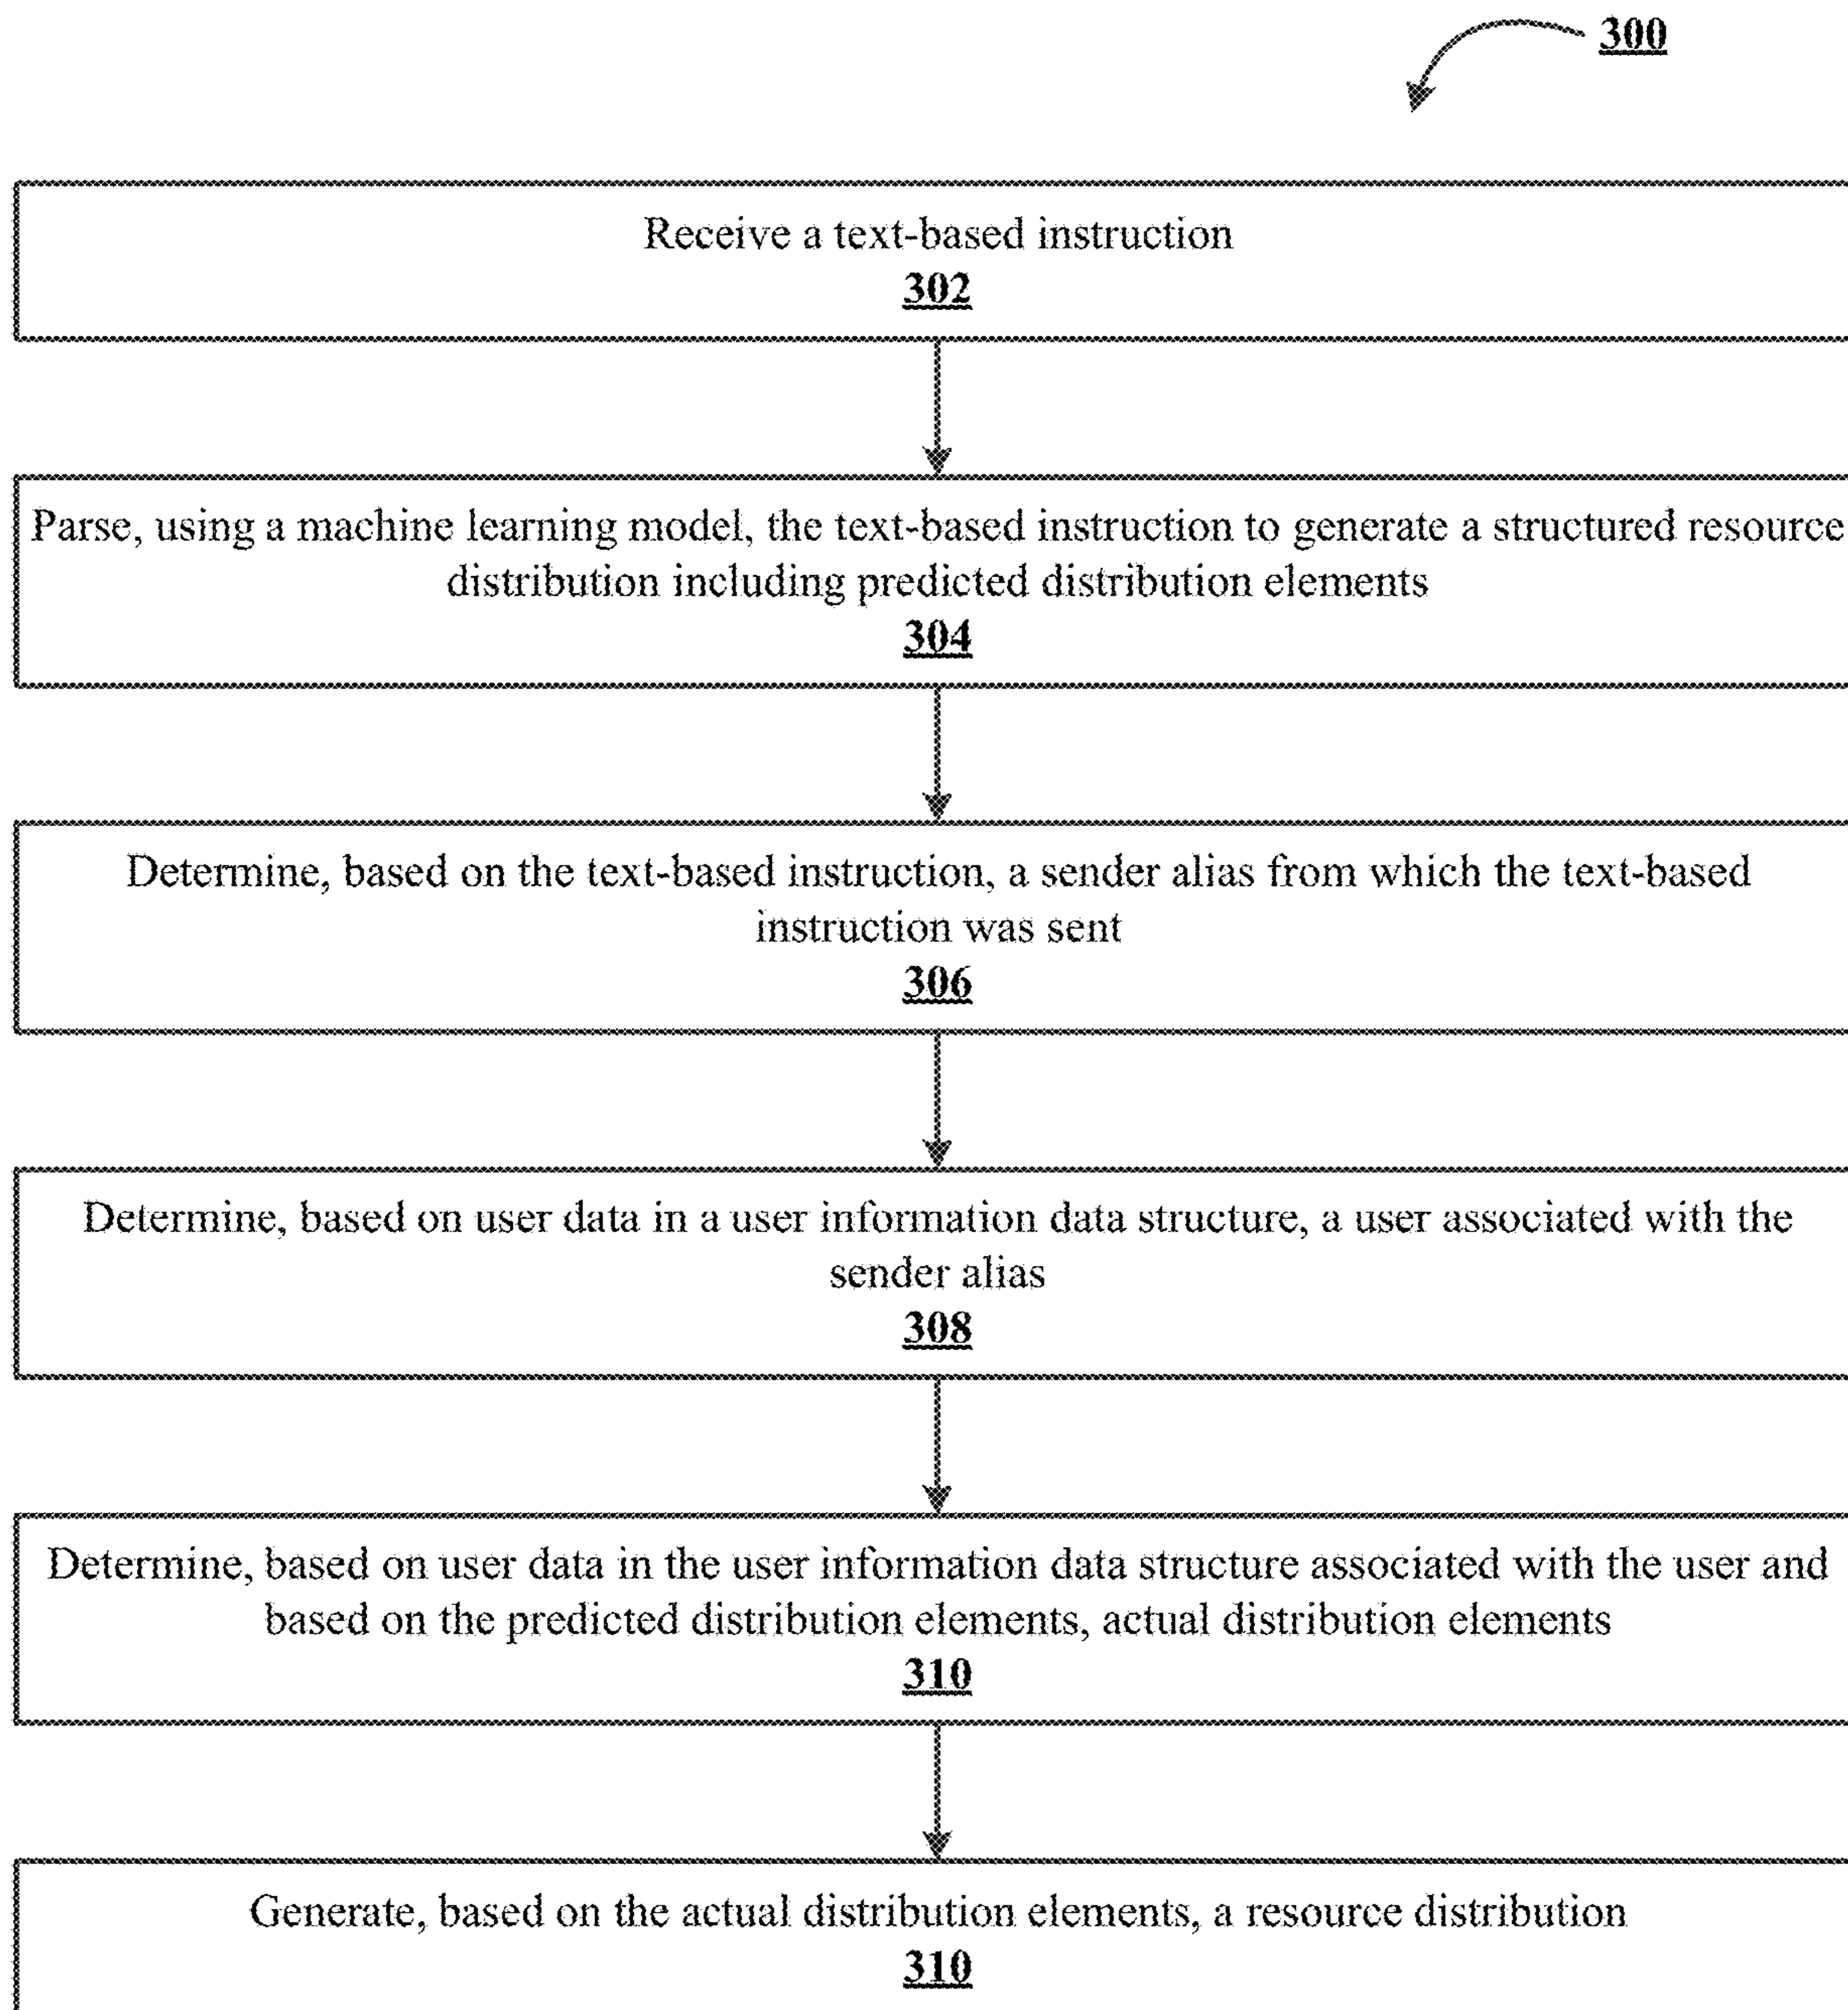 300
Receive a text-based instruction
302
Parse, using a machine learning model, the text-based instruction to generate a structured resource
distribution including predicted distribution elements
304
Determine, based on the text-based instruction, a sender alias from which the text-based
instruction was sent
306
Determine, based on user data in a user information data structure, a user associated with the
sender alias
308
Determine, based on user data in the user information data structure associated with the user and
based on the predicted distribution elements, actual distribution elements
310
Generate, based on the actual distribution elements, a resource distribution
310